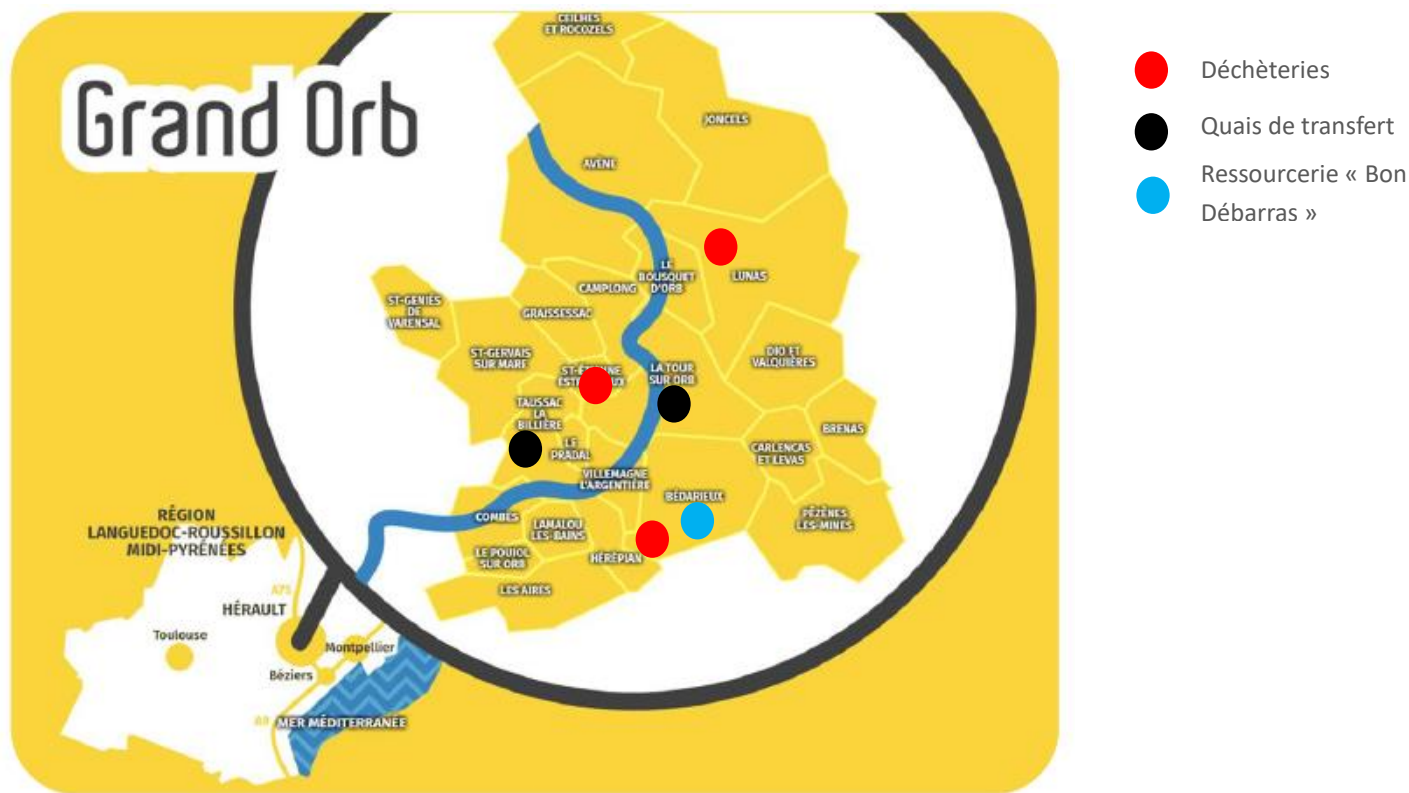 Grand Orb
CEILHES
ET ROCOZELS
JONCELS
AVÈNE
LE
BOUSQUET
D'ORB
LUNAS
CAMPLONG
ST-GENIÈS
DE
VARENSAL
GRAISSESSAC
ST-GERVAIS
SUR MARE
DIO ET
VALQUIÈRES
LA TOUR
SUR ORB
TAUSSAC
LA
BILLIÈRE
LE
PRADAL
BRENAS
CARLENCAS
ET LEVAS
VILLEMAGNE
L'ARGENTIÈRE
BÉDARIEUX
PÉZÈNES
LES-MINES
COMBES
LAMALOU
LES-BAINS
HÉRÉPIAN
LE POUJOL
SUR ORB
LES AIRES
RÉGION
LANGUEDOC-ROUSSILLON
MIDI-PYRÉNÉES
A75
HÉRAULT
Toulouse
Montpellier
Béziers
A9
MER MÉDITERRANÉE
Déchèteries
Quais de transfert
Ressourcerie « Bon
Débarras »